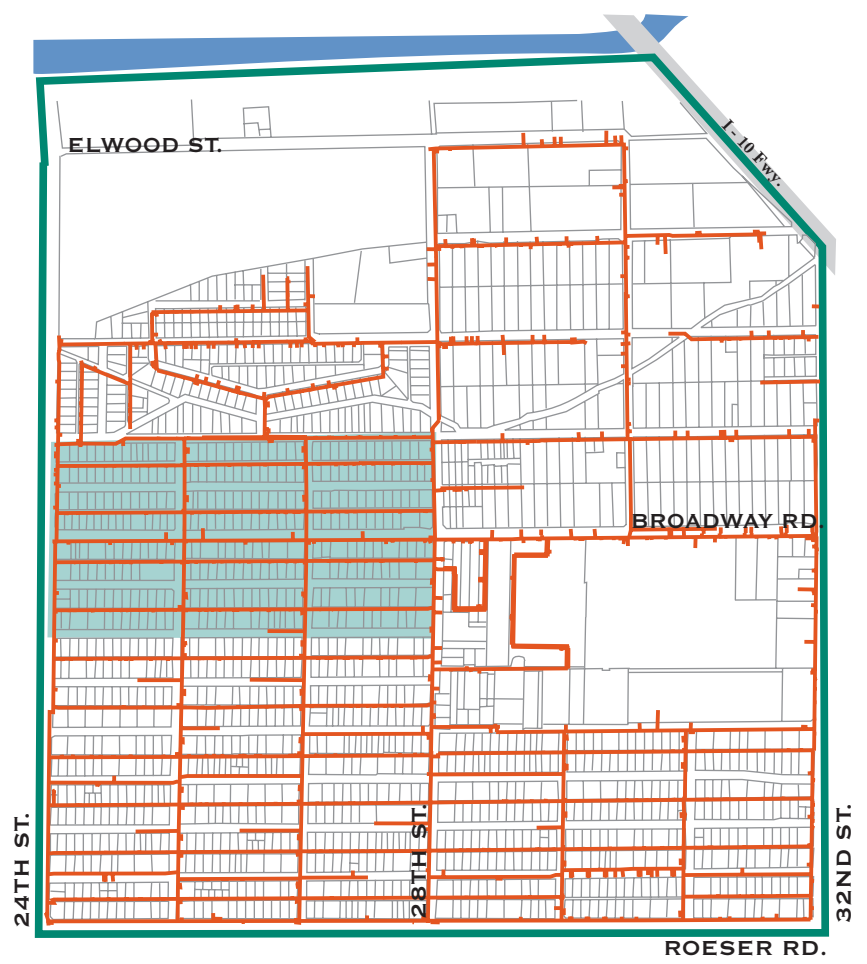 I - 10 Fwy.
ELWOOD ST.
BROADWAY RD.
24TH ST.
28TH ST.
32ND ST.
ROESER RD.